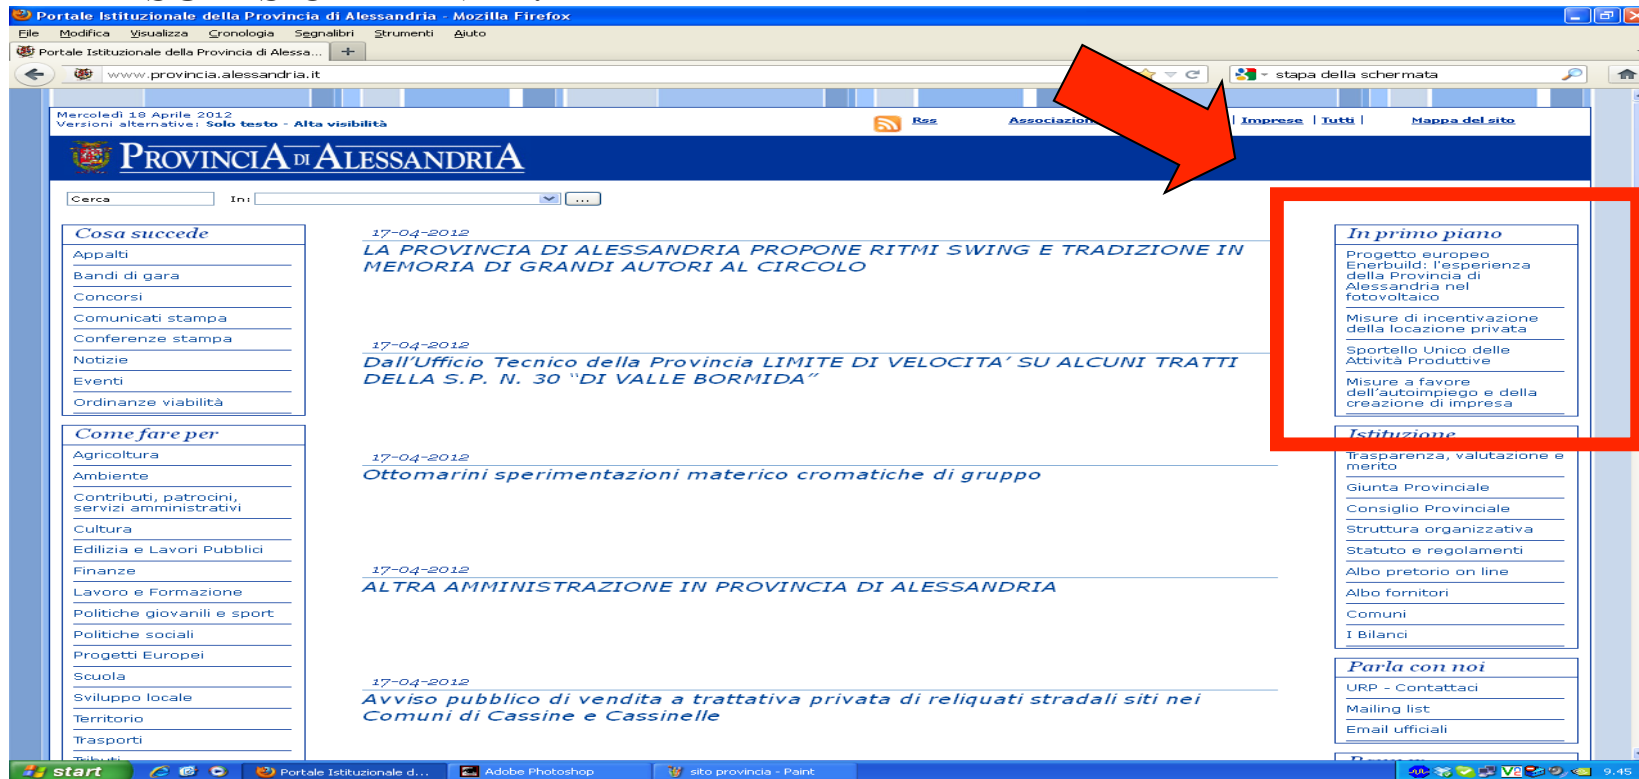 Portale Istituzionale della Provincia di Alessandria - Mozilla Firefox
File Modifica Visualizza Cronologia Segnalibri Strumenti Aiuto
Portale Istituzionale della Provincia di Alessa...
www.provincia.alessandria.it
stapa della schermata
Mercoledì 18 Aprile 2012
Versioni alternative: Solo testo - Alta visibilità
Rss
Imprese | Tutti |
Mappa del sito
PROVINCIA DI ALESSANDRIA
Cerca
In:
...
Cosa succede
Appalti
Bandi di gara
Concorsi
Comunicati stampa
Conferenze stampa
Notizie
Eventi
Ordinanze viabilità
Come fare per
Agricoltura
Ambiente
Contributi, patrocini,
servizi amministrativi
Cultura
Edilizia e Lavori Pubblici
Finanze
Lavoro e Formazione
Politiche giovanili e sport
Politiche sociali
Progetti Europei
Scuola
Sviluppo locale
Territorio
Trasporti
Tributi
17-04-2012
LA PROVINCIA DI ALESSANDRIA PROPONE RITMI SWING E TRADIZIONE IN
MEMORIA DI GRANDI AUTORI AL CIRCOLO
17-04-2012
Dall'Ufficio Tecnico della Provincia LIMITE DI VELOCITA' SU ALCUNI TRATTI
DELLA S.P. N. 30 "DI VALLE BORMIDA"
17-04-2012
Ottomarini sperimentazioni materico cromatiche di gruppo
17-04-2012
ALTRA AMMINISTRAZIONE IN PROVINCIA DI ALESSANDRIA
17-04-2012
Avviso pubblico di vendita a trattativa privata di reliquati stradali siti nei
Comuni di Cassine e Cassinelle
In primo piano
Progetto europeo
Enerbuild: l'esperienza
della Provincia di
Alessandria nel
fotovoltaico
Misure di incentivazione
della locazione privata
Sportello Unico delle
Attività Produttive
Misure a favore
dell'autoimpiego e della
creazione di impresa
Istituzione
Trasparenza, valutazione e
merito
Giunta Provinciale
Consiglio Provinciale
Struttura organizzativa
Statuto e regolamenti
Albo pretorio on line
Albo fornitori
Comuni
I Bilanci
Parla con noi
URP - Contattaci
Mailing list
Email ufficiali
start
Portale Istituzionale d...
Adobe Photoshop
sito provincia - Paint
9.45